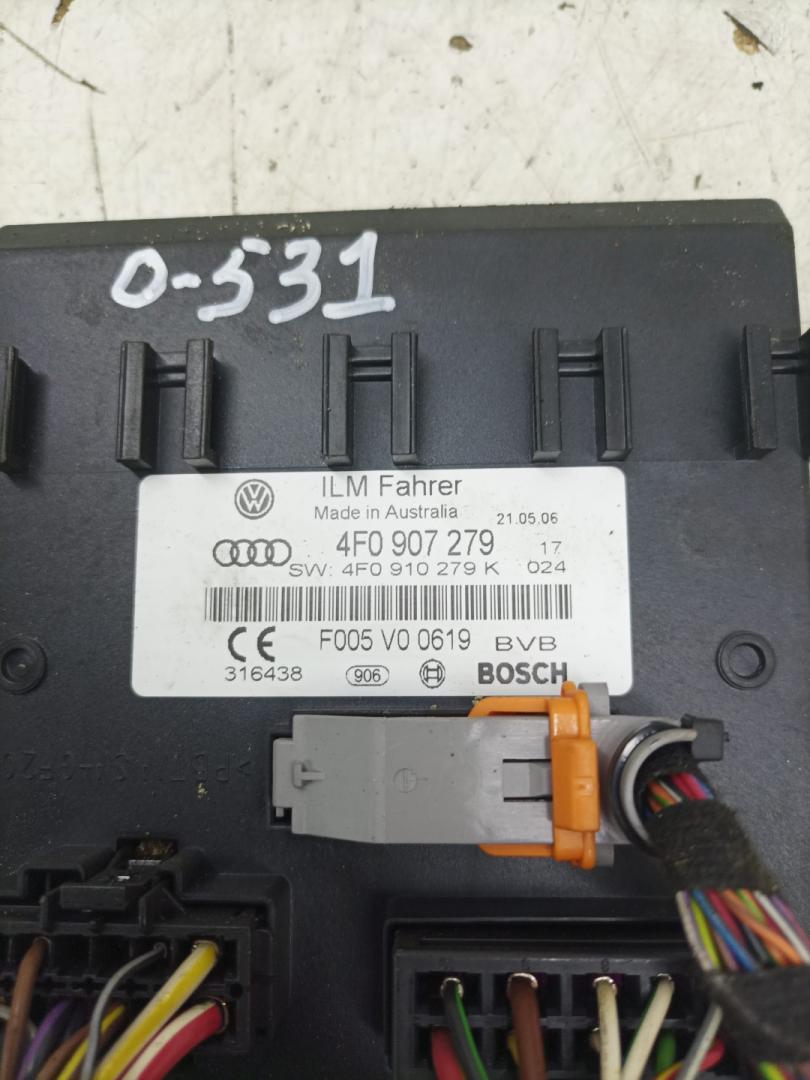 0-531
ILM Fahrer
Made in Australia 21.05.06
4F0 907 279 17
SW: 4F0 910 279 K 024
F005 V0 0619 BVB
316438 906 BOSCH